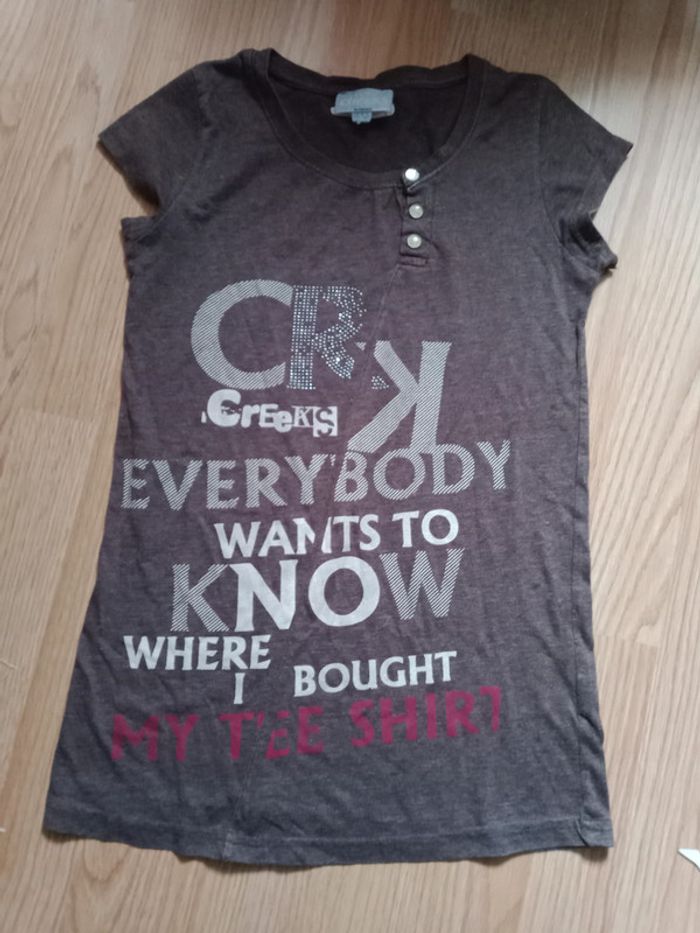 CRK
CREEKS
EVERYBODY
WANTS TO
KNOW
WHERE
I BOUGHT
MY TEE SHIRT